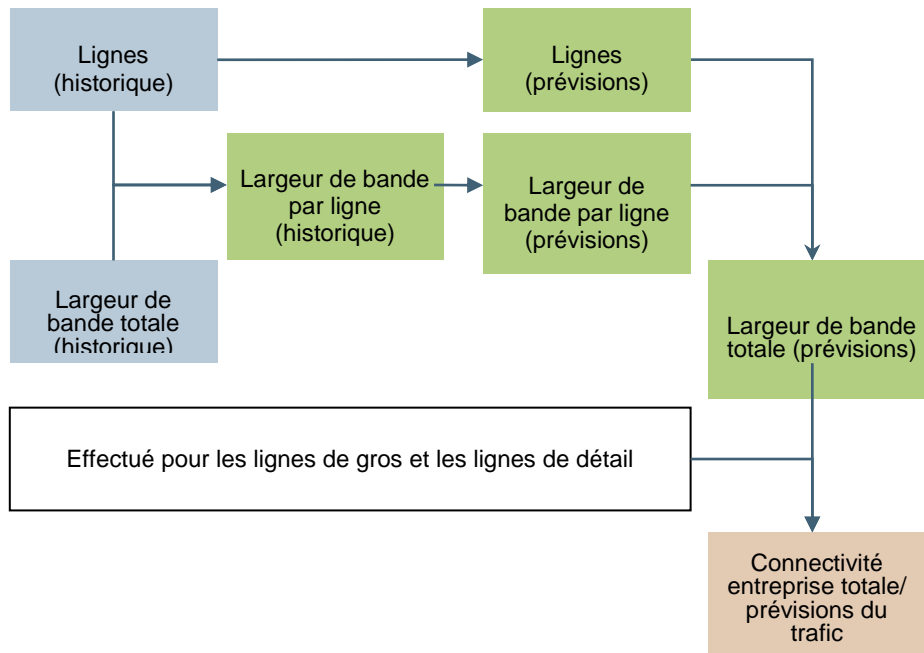 Lignes
(historique)
Lignes
(prévisions)
Largeur de bande
par ligne
(historique)
Largeur de
bande par ligne
(prévisions)
Largeur de
bande totale
(historique)
Largeur de bande
totale (prévisions)
Effectué pour les lignes de gros et les lignes de détail
Connectivité
entreprise totale/
prévisions du
trafic